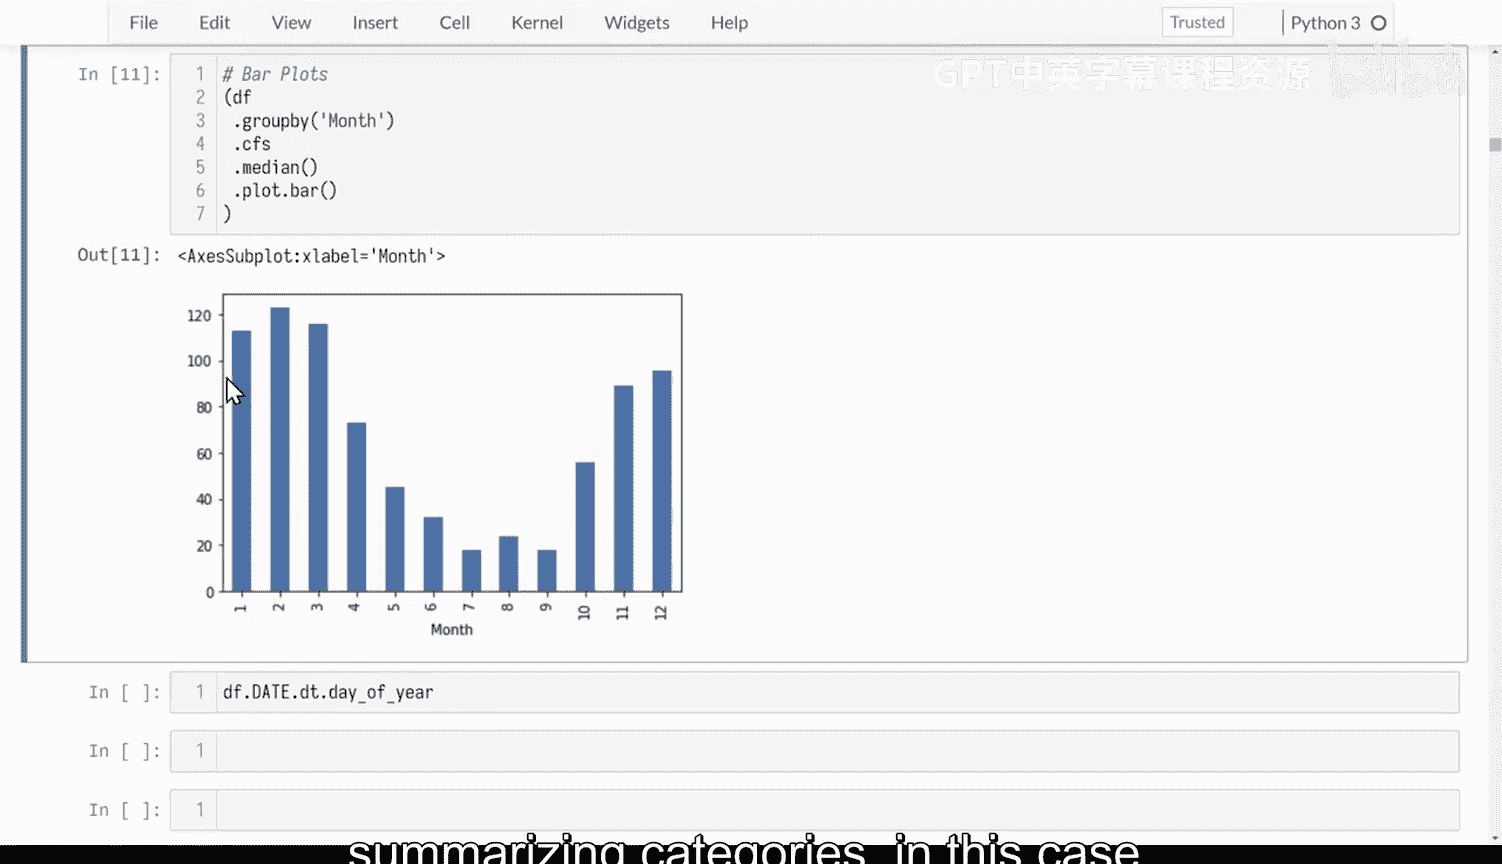 File Edit View Insert Cell Kernel Widgets Help Trusted Python 3
GPT中英字幕课程资源
In [11]:
1 # Bar Plots
2 (df
3 .groupby('Month')
4 .cfs
5 .median()
6 .plot.bar()
7 )
Out[11]: <AxesSubplot:xlabel='Month'>
120
100
80
60
40
20
0
1 2 3 4 5 6 7 8 9 10 11 12
Month
In [ ]: 1 df.DATE.dt.day_of_year
In [ ]: 1
In [ ]: 1
summarizing categories in this case